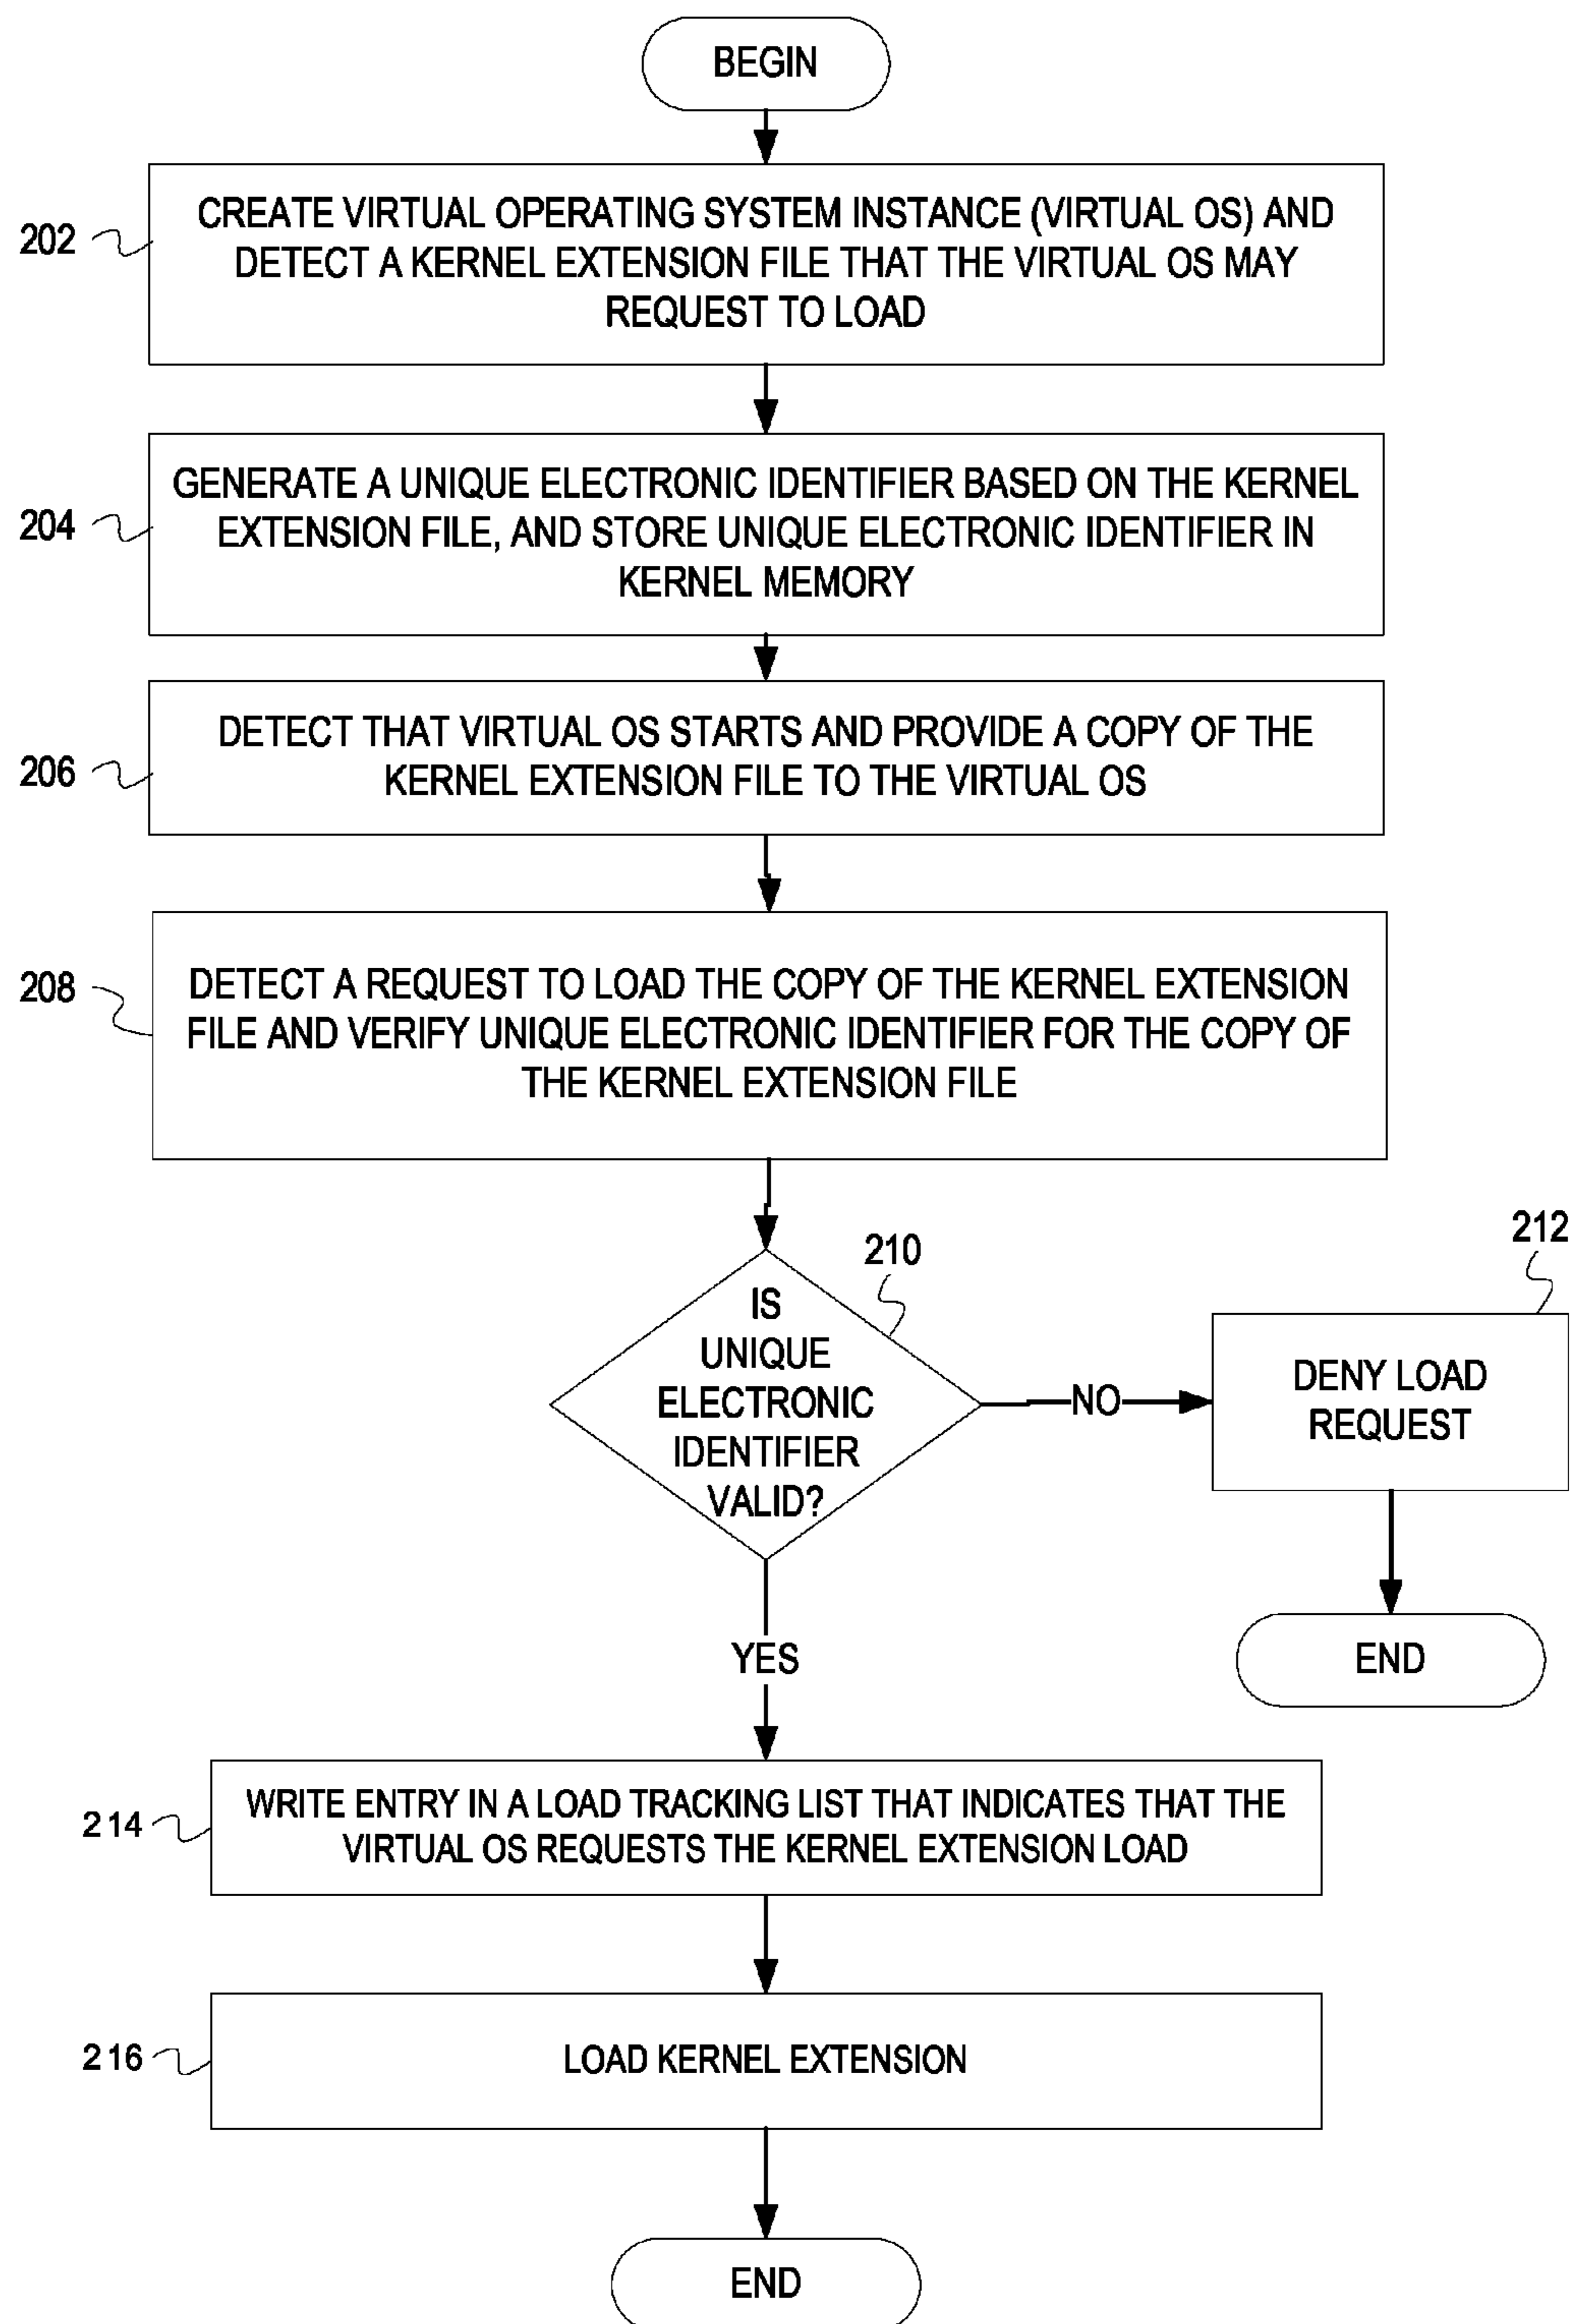 BEGIN
202
CREATE VIRTUAL OPERATING SYSTEM INSTANCE (VIRTUAL OS) AND
DETECT A KERNEL EXTENSION FILE THAT THE VIRTUAL OS MAY
REQUEST TO LOAD
204
GENERATE A UNIQUE ELECTRONIC IDENTIFIER BASED ON THE KERNEL
EXTENSION FILE, AND STORE UNIQUE ELECTRONIC IDENTIFIER IN
KERNEL MEMORY
206
DETECT THAT VIRTUAL OS STARTS AND PROVIDE A COPY OF THE
KERNEL EXTENSION FILE TO THE VIRTUAL OS
208
DETECT A REQUEST TO LOAD THE COPY OF THE KERNEL EXTENSION
FILE AND VERIFY UNIQUE ELECTRONIC IDENTIFIER FOR THE COPY OF
THE KERNEL EXTENSION FILE
210
IS
UNIQUE
ELECTRONIC
IDENTIFIER
VALID?
NO
212
DENY LOAD
REQUEST
END
YES
214
WRITE ENTRY IN A LOAD TRACKING LIST THAT INDICATES THAT THE
VIRTUAL OS REQUESTS THE KERNEL EXTENSION LOAD
216
LOAD KERNEL EXTENSION
END